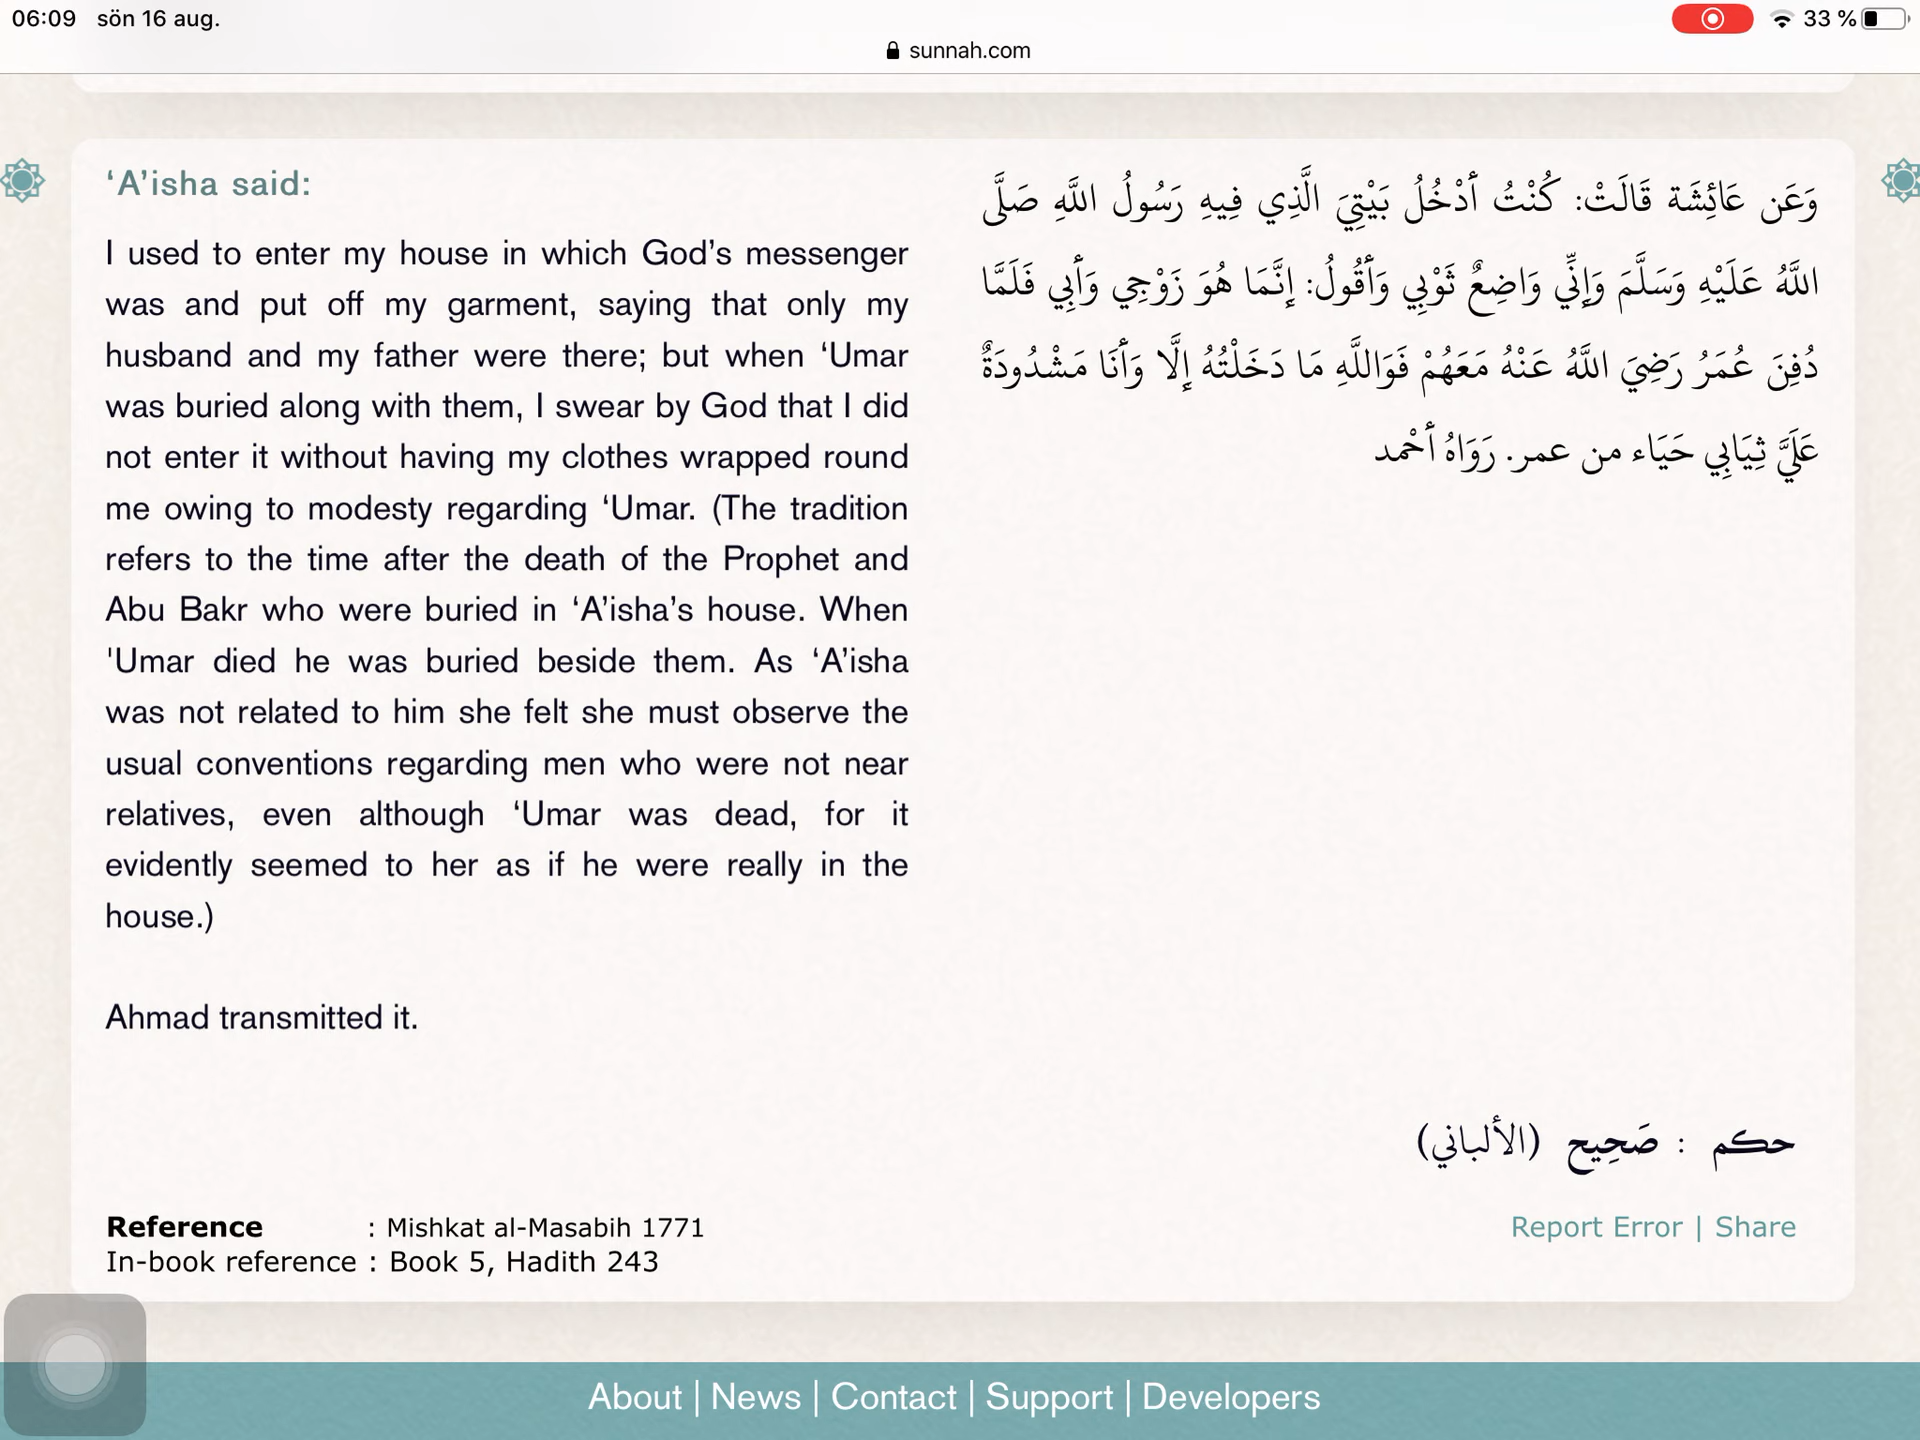 06:09 sön 16 aug.
33 %
sunnah.com
‘A’isha said:
I used to enter my house in which God’s messenger
was and put off my garment, saying that only my
husband and my father were there; but when ‘Umar
was buried along with them, I swear by God that I did
not enter it without having my clothes wrapped round
me owing to modesty regarding ‘Umar. (The tradition
refers to the time after the death of the Prophet and
Abu Bakr who were buried in ‘A’isha’s house. When
'Umar died he was buried beside them. As ‘A’isha
was not related to him she felt she must observe the
usual conventions regarding men who were not near
relatives, even although ‘Umar was dead, for it
evidently seemed to her as if he were really in the
house.)
Ahmad transmitted it.
وَعَن عَائِشَة قَالَتْ: كُنْتُ أَدْخُلُ بَيْتِيَ الَّذِي فِيهِ رَسُولُ اللَّهِ صَلَّى
اللَّهُ عَلَيْهِ وَسَلَّمَ وَإِنِّي وَاضِعٌ ثَوْبِي وَأَقُولُ: إِنَّمَا هُوَ زَوْجِي وَأَبِي فَلَمَّا
دُفِنَ عُمَرُ رَضِيَ اللَّهُ عَنْهُ مَعَهُمْ فَوَاللَّهِ مَا دَخَلْتُهُ إِلَّا وَأَنَا مَشْدُودَةٌ
عَلَيَّ ثِيَابِي حَيَاء من عمر. رَوَاهُ أَحْمد
حكم : صَحِيح (الألباني)
Reference : Mishkat al-Masabih 1771
In-book reference : Book 5, Hadith 243
Report Error | Share
About | News | Contact | Support | Developers